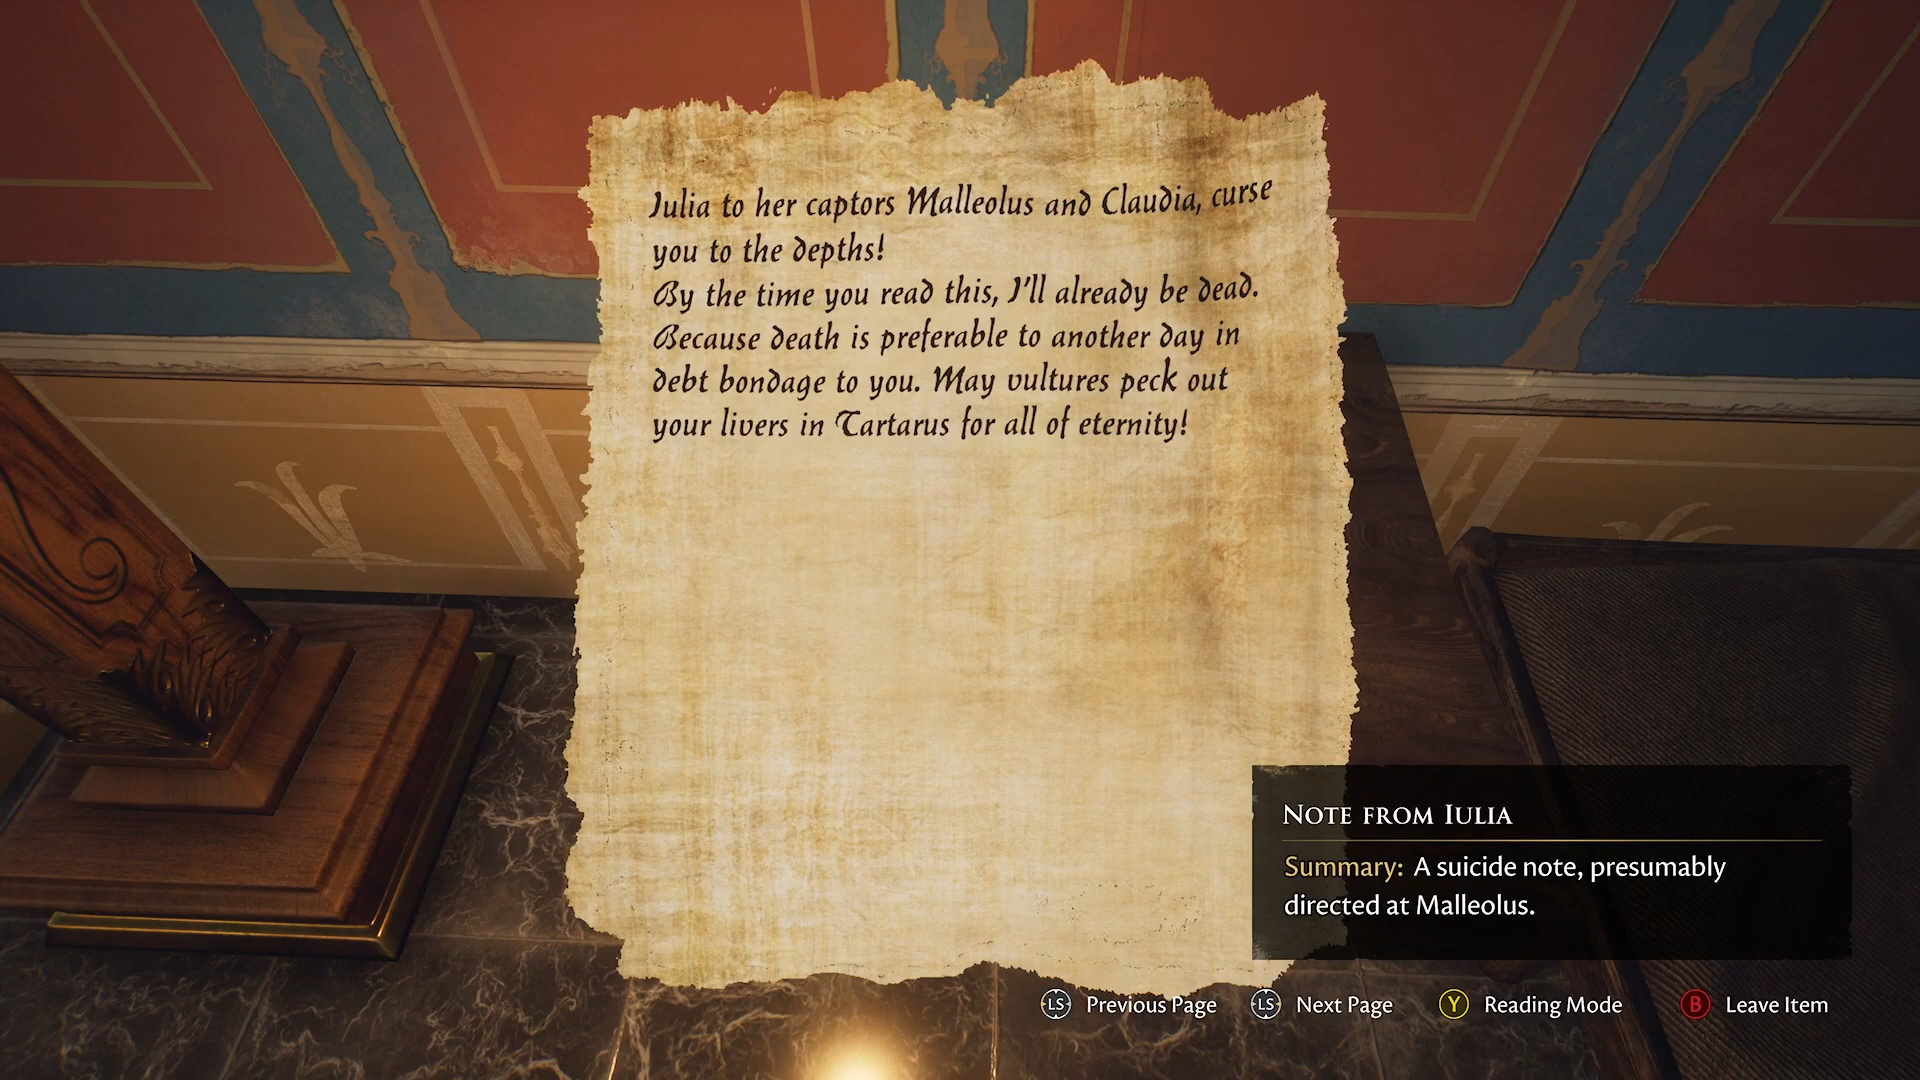 Iulia to her captors Malleolus and Claudia, curse
you to the depths!
By the time you read this, I'll already be dead.
Because death is preferable to another day in
debt bondage to you. May vultures peck out
your livers in Tartarus for all of eternity!
Note from Iulia
Summary: A suicide note, presumably
directed at Malleolus.
LS Previous Page LS Next Page Y Reading Mode B Leave Item